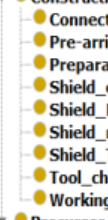 Connect
Pre-arri
Prepara
Shield_
Shield_
Shield_
Shield_
Tool_ch
Working